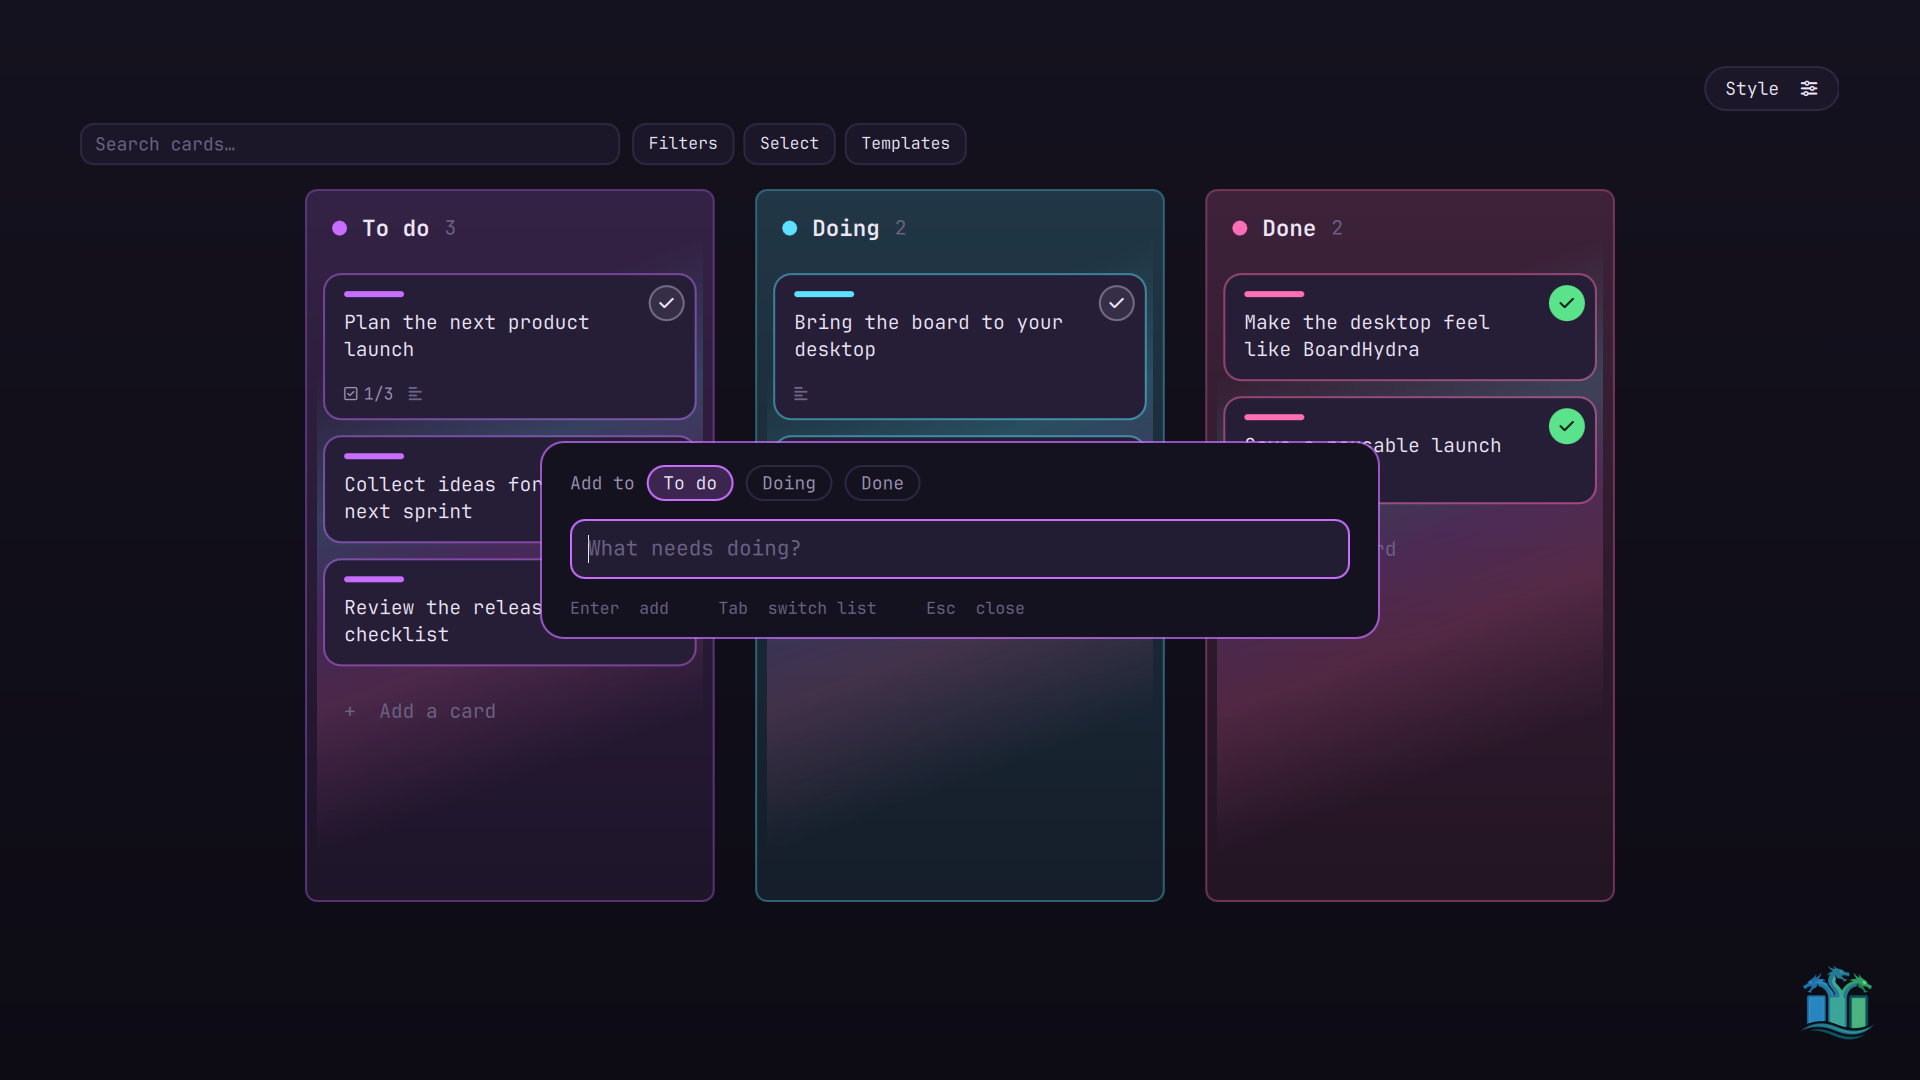 Style
Search cards…
Filters
Select
Templates
To do 3
Plan the next product
launch
1/3
Collect ideas for
next sprint
Review the
checklist
+ Add a card
Doing 2
Bring the board to your
desktop
Done 2
Make the desktop feel
like BoardHydra
launch
Add to To do Doing Done
What needs doing?
Enter add Tab switch list Esc close